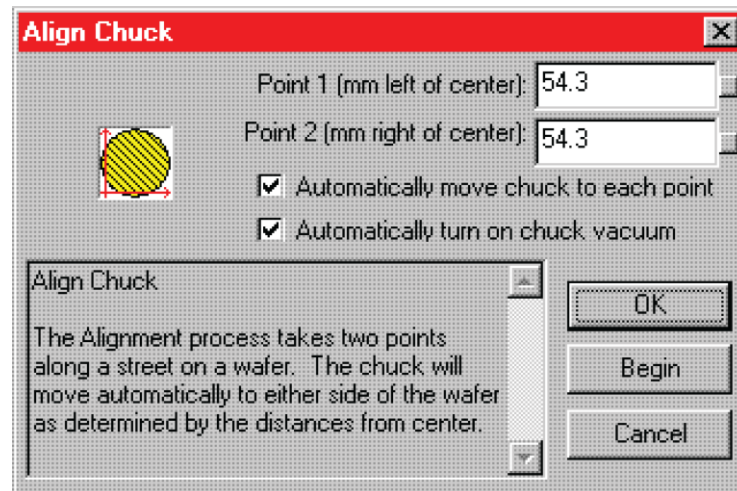 Align Chuck
Point 1 (mm left of center): 54.3
Point 2 (mm right of center): 54.3
Automatically move chuck to each point
Automatically turn on chuck vacuum
Align Chuck
The Alignment process takes two points
along a street on a wafer. The chuck will
move automatically to either side of the wafer
as determined by the distances from center.
OK
Begin
Cancel